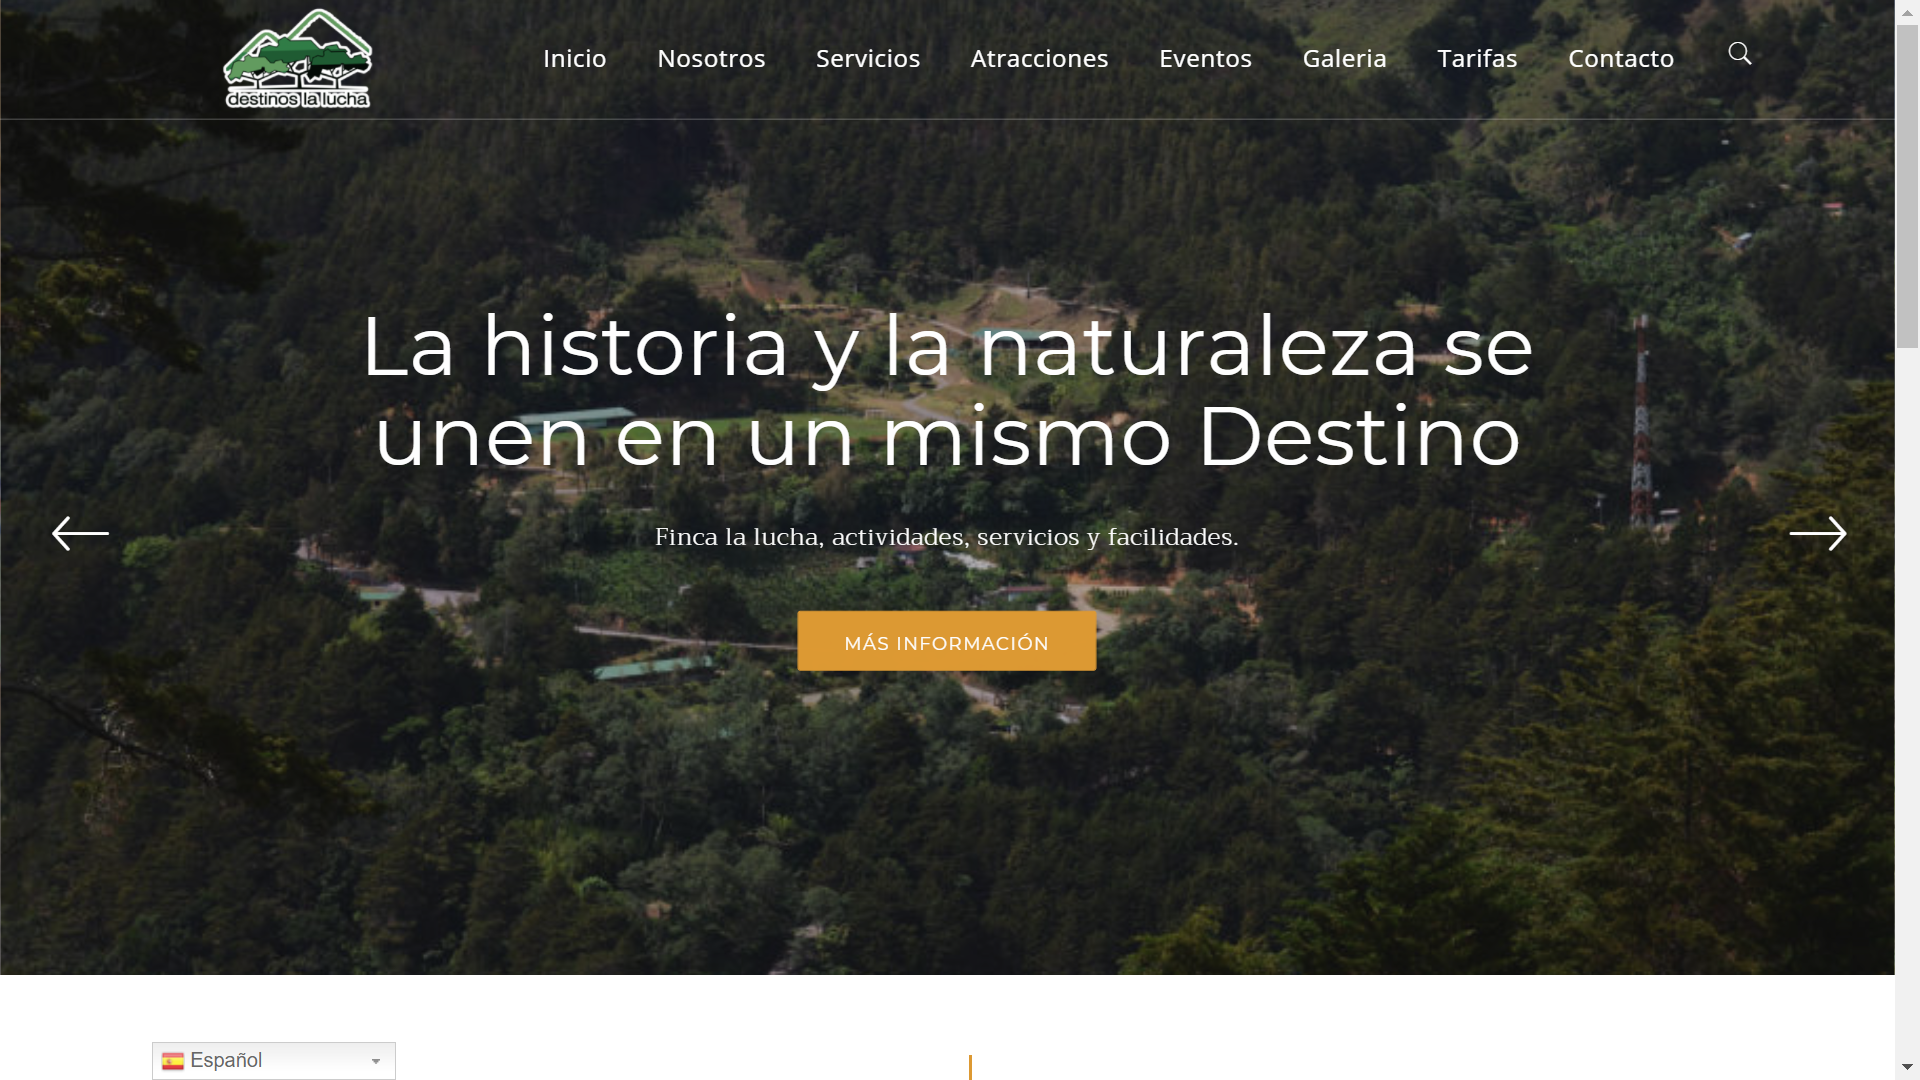 destinos la lucha
Inicio Nosotros Servicios Atracciones Eventos Galeria Tarifas Contacto
La historia y la naturaleza se
unen en un mismo Destino
Finca la lucha, actividades, servicios y facilidades.
MÁS INFORMACIÓN
Español